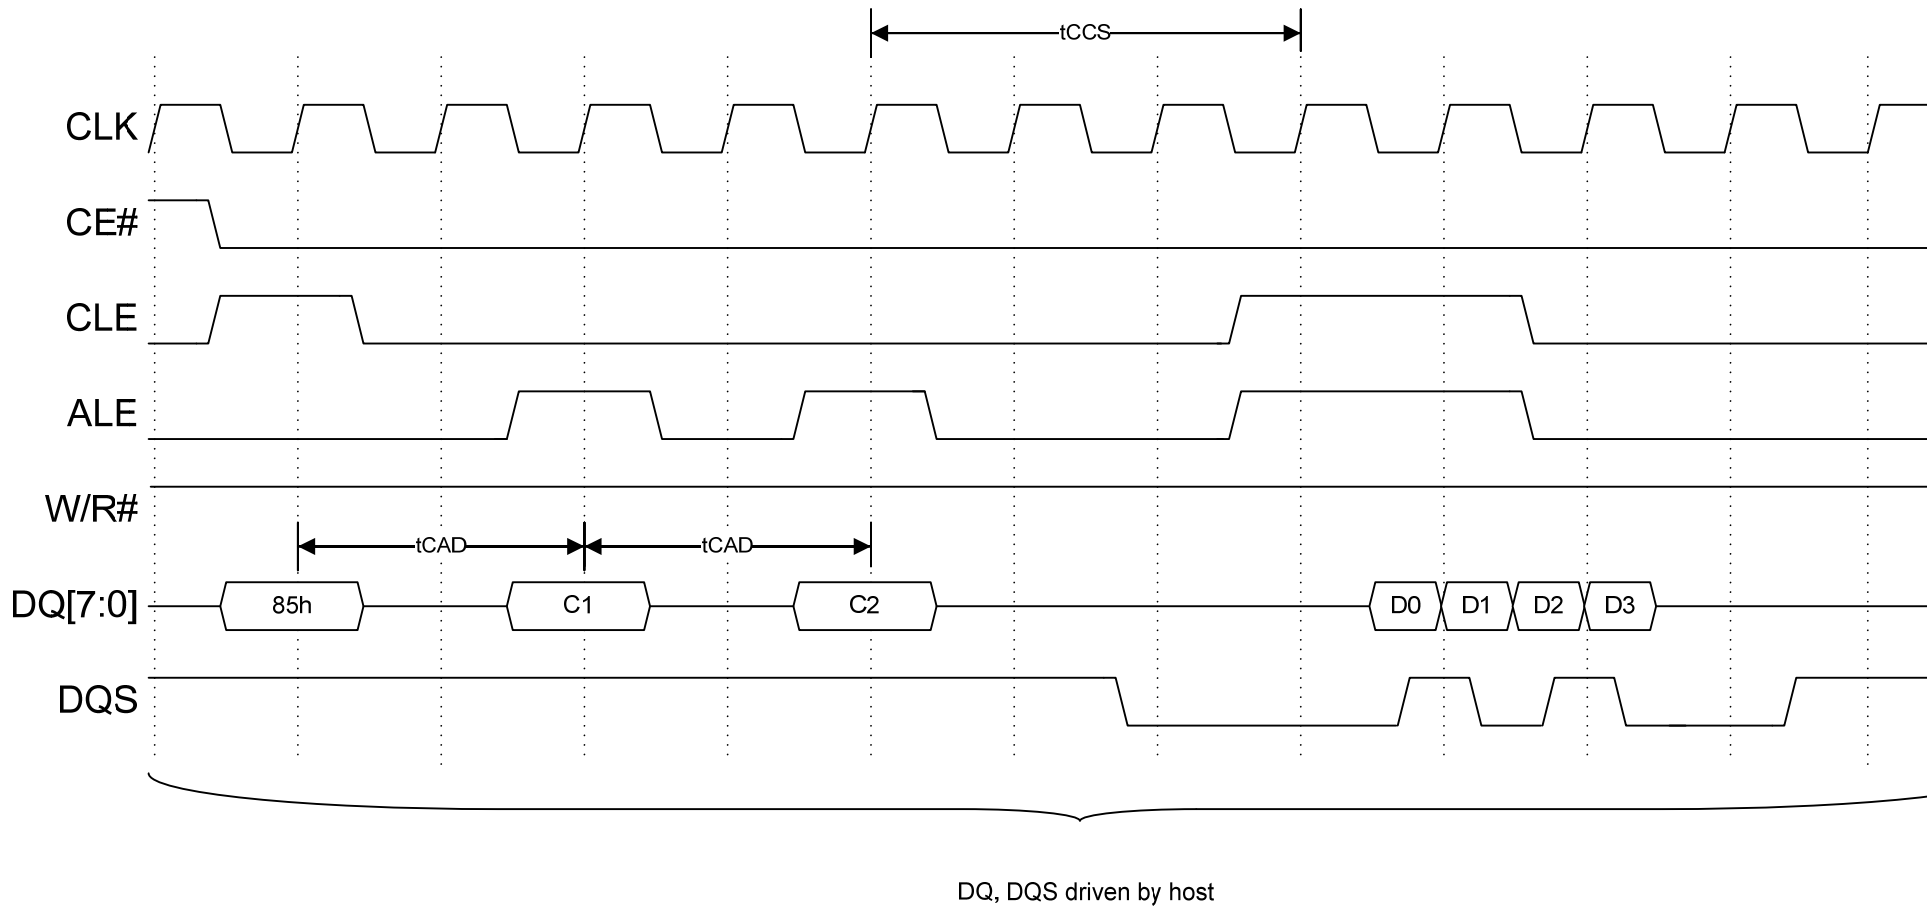 tCCS
CLK
CE#
CLE
ALE
W/R#
tCAD tCAD
DQ[7:0] 85h C1 C2 D0 D1 D2 D3
DQS
DQ, DQS driven by host